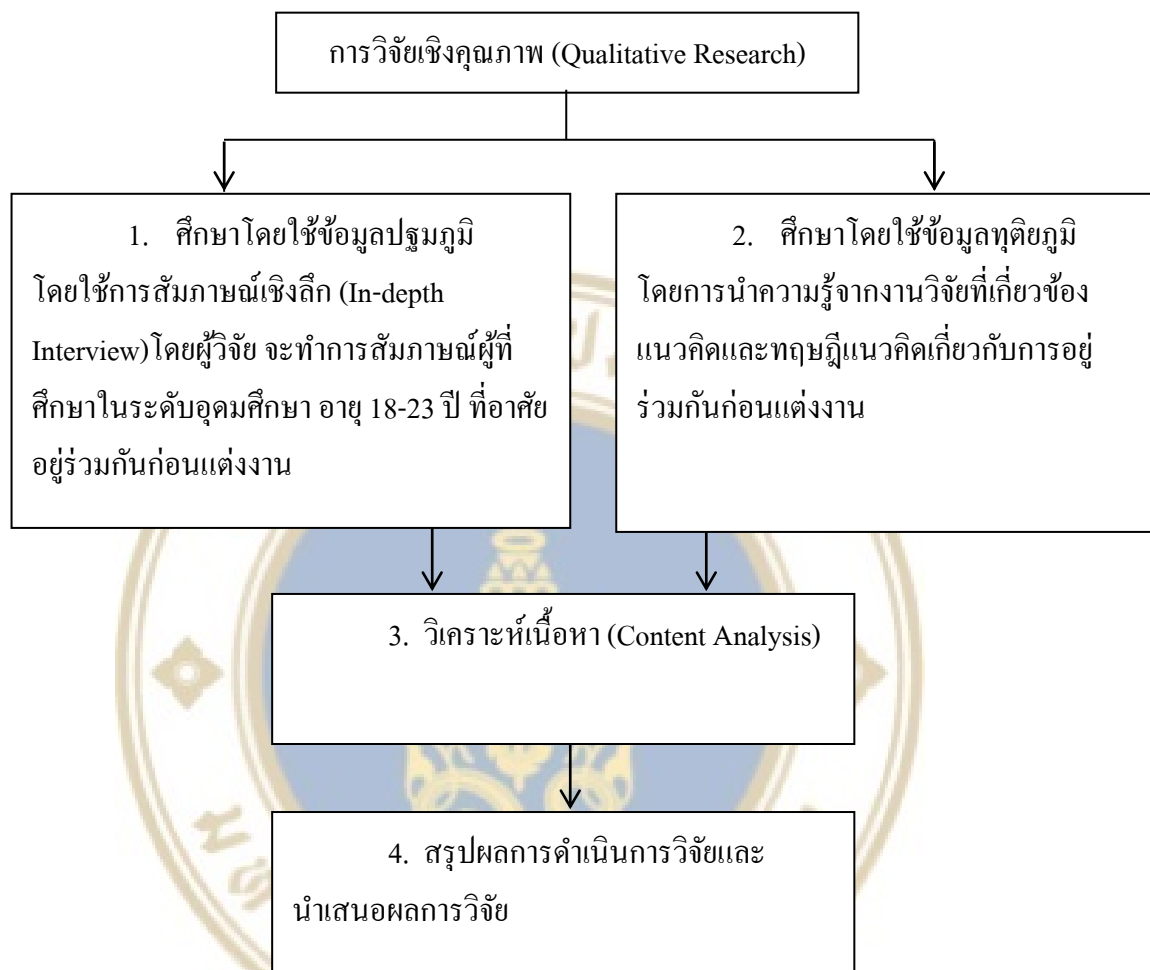 การวิจัยเชิงคุณภาพ (Qualitative Research)
1. ศึกษาโดยใช้ข้อมูลปฐมภูมิ
โดยใช้การสัมภาษณ์เชิงลึก (In-depth
Interview)โดยผู้วิจัย จะทำการสัมภาษณ์ผู้ที่
ศึกษาในระดับอุดมศึกษา อายุ 18-23 ปี ที่อาศัย
อยู่ร่วมกันก่อนแต่งงาน
2. ศึกษาโดยใช้ข้อมูลทุติยภูมิ
โดยการนำความรู้จากงานวิจัยที่เกี่ยวข้อง
แนวคิดและทฤษฎีแนวคิดเกี่ยวกับการอยู่
ร่วมกันก่อนแต่งงาน
3. วิเคราะห์เนื้อหา (Content Analysis)
4. สรุปผลการดำเนินการวิจัยและ
นำเสนอผลการวิจัย